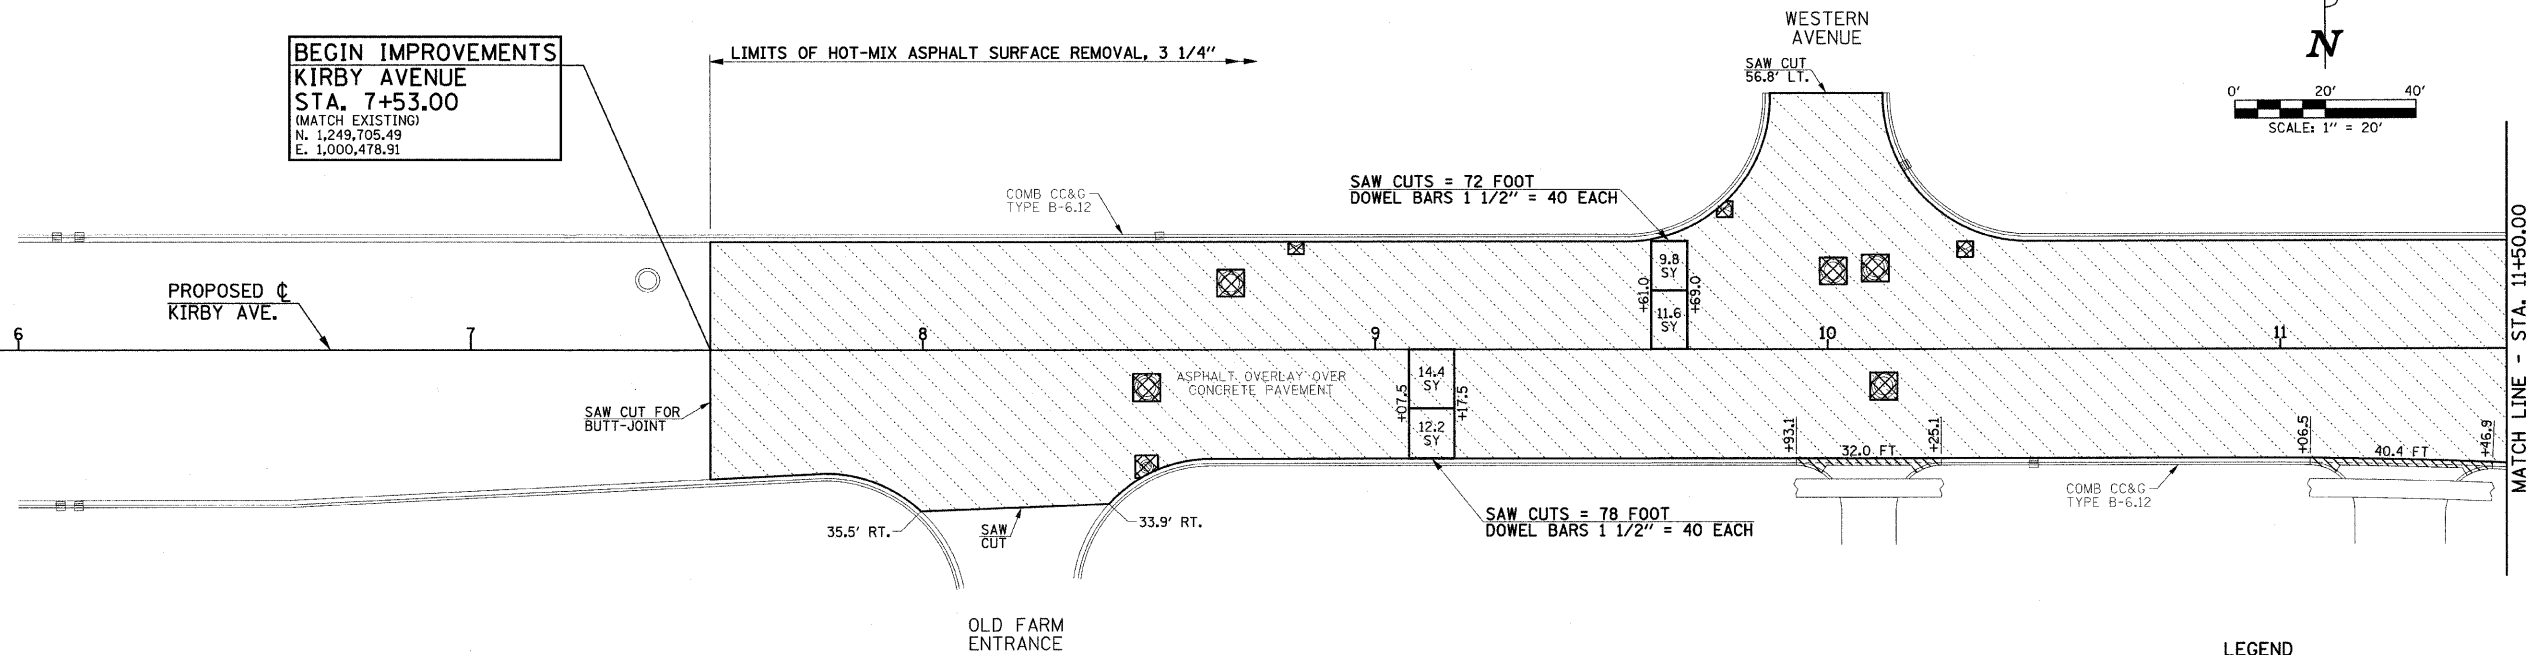 WESTERN
AVENUE
N
BEGIN IMPROVEMENTS
KIRBY AVENUE
STA. 7+53.00
(MATCH EXISTING)
N. 1,249,705.49
E. 1,000,478.91
LIMITS OF HOT-MIX ASPHALT SURFACE REMOVAL, 3 1/4"
SAW CUT
56.8' LT.
0' 20' 40'
SCALE: 1" = 20'
SAW CUTS = 72 FOOT
DOWEL BARS 1 1/2" = 40 EACH
COMB CC&G
TYPE B-6.12
9.8
SY
+61.0
+69.0
11.6
SY
PROPOSED ℄
KIRBY AVE.
6 7 8 9 10 11
MATCH LINE - STA. 11+50.00
ASPHALT OVERLAY OVER
CONCRETE PAVEMENT
14.4
SY
+07.5
+17.5
12.2
SY
SAW CUT FOR
BUTT-JOINT
+93.1
32.0 FT
+25.1
+06.5
40.4 FT
+46.9
COMB CC&G
TYPE B-6.12
35.5' RT.
SAW
CUT
33.9' RT.
SAW CUTS = 78 FOOT
DOWEL BARS 1 1/2" = 40 EACH
OLD FARM
ENTRANCE
LEGEND